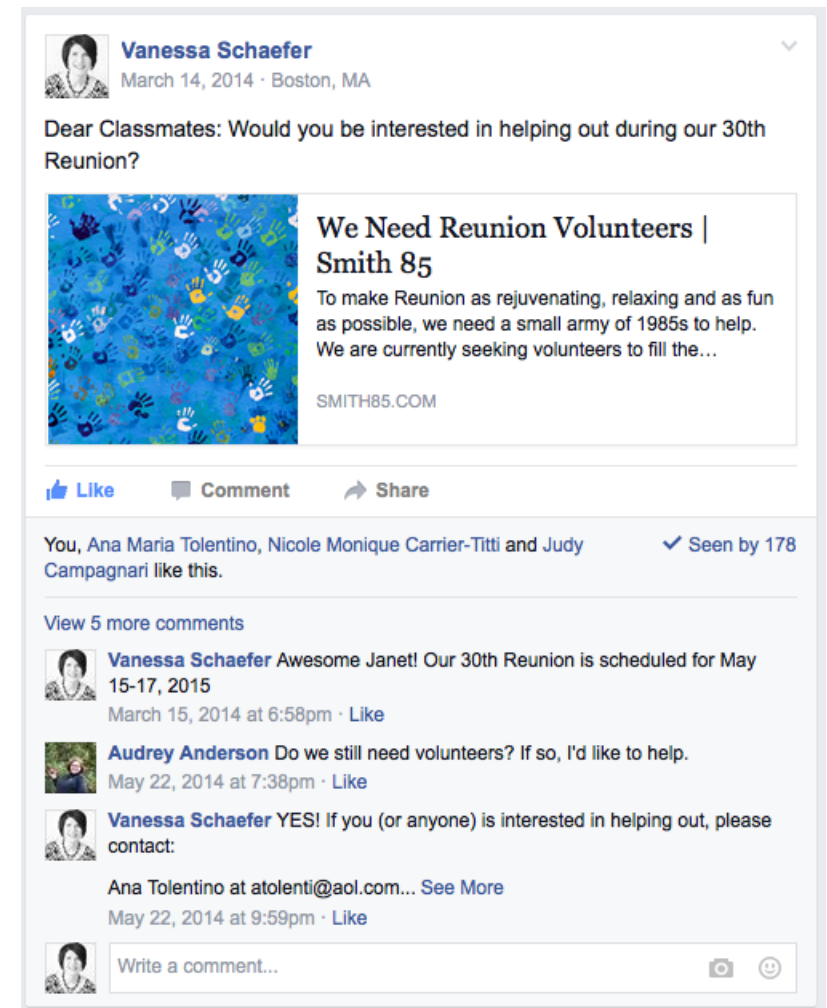 Vanessa Schaefer
March 14, 2014 · Boston, MA
Dear Classmates: Would you be interested in helping out during our 30th
Reunion?
We Need Reunion Volunteers |
Smith 85
To make Reunion as rejuvenating, relaxing and as fun
as possible, we need a small army of 1985s to help.
We are currently seeking volunteers to fill the...
SMITH85.COM
Like Comment Share
You, Ana Maria Tolentino, Nicole Monique Carrier-Titti and Judy
Campagnari like this.
Seen by 178
View 5 more comments
Vanessa Schaefer Awesome Janet! Our 30th Reunion is scheduled for May
15-17, 2015
March 15, 2014 at 6:58pm · Like
Audrey Anderson Do we still need volunteers? If so, I'd like to help.
May 22, 2014 at 7:38pm · Like
Vanessa Schaefer YES! If you (or anyone) is interested in helping out, please
contact:
Ana Tolentino at atolenti@aol.com... See More
May 22, 2014 at 9:59pm · Like
Write a comment...